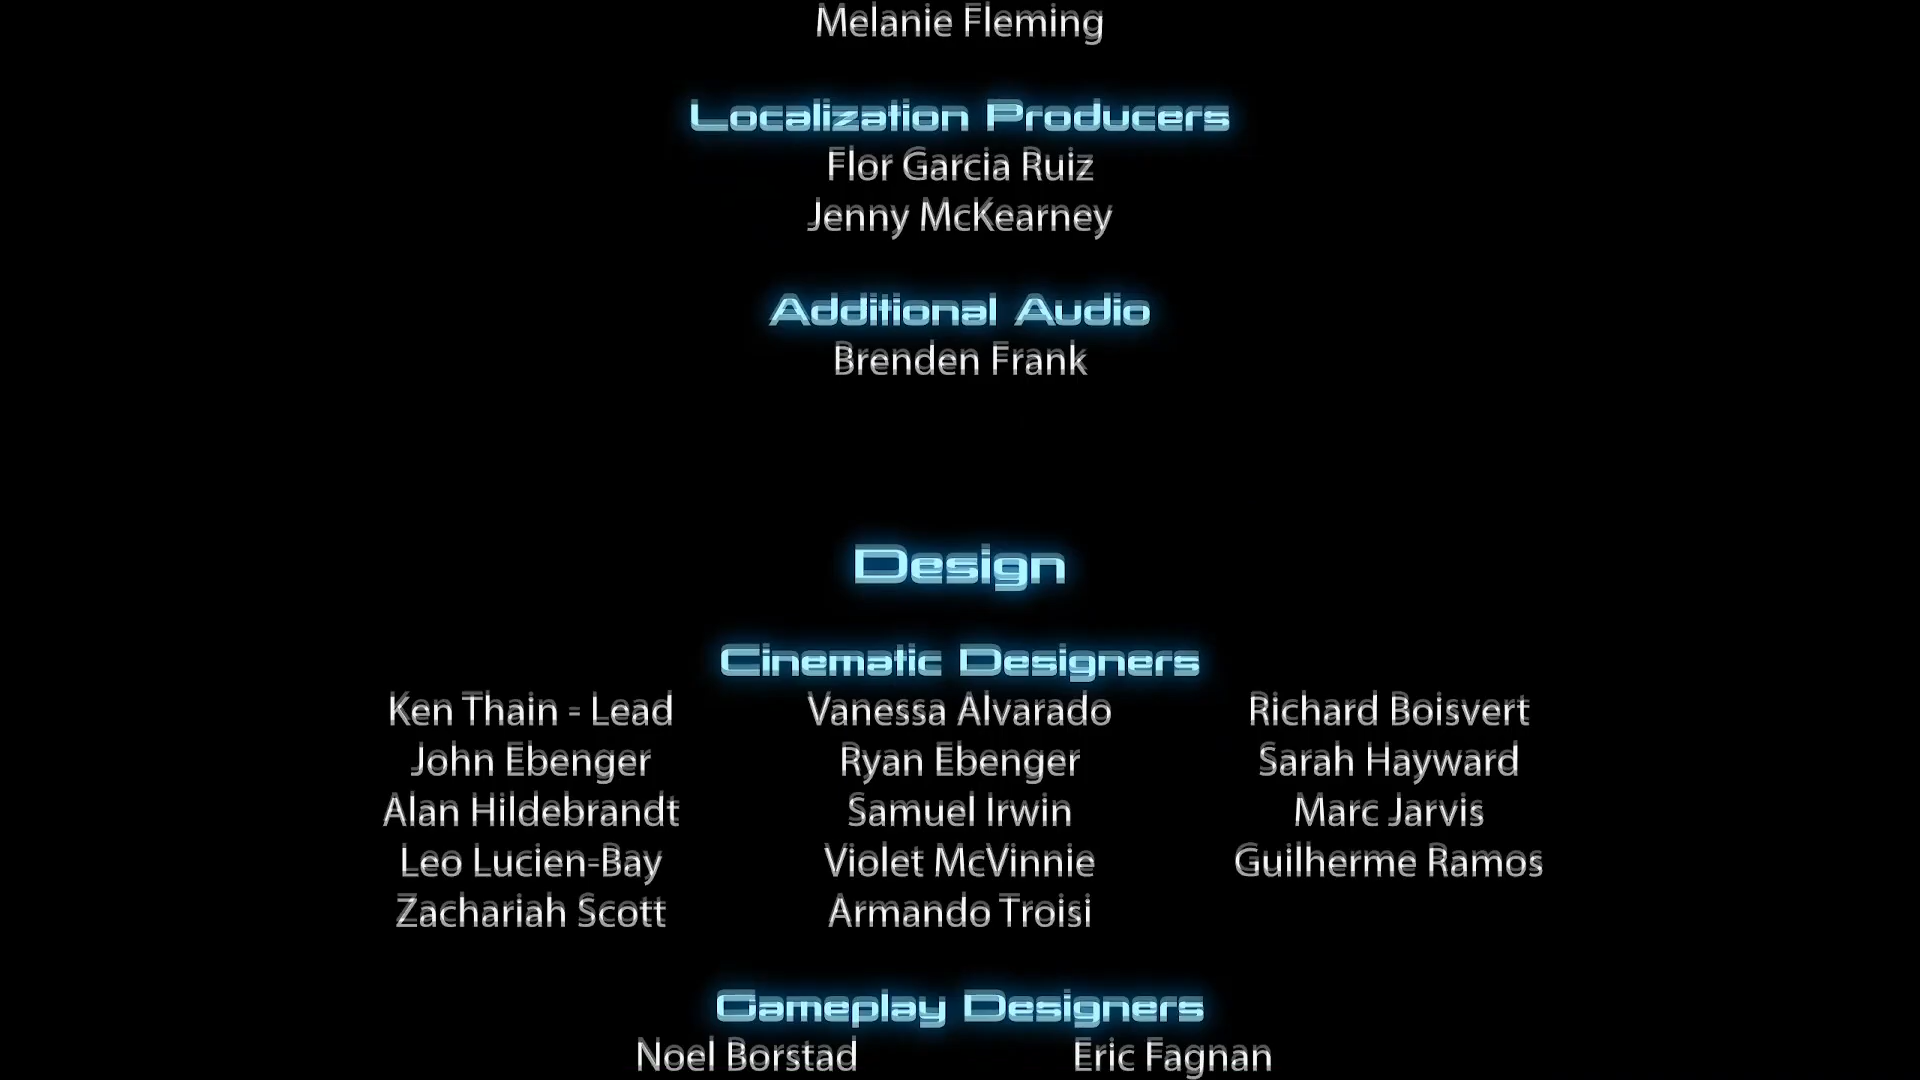 Melanie Fleming
Localization Producers
Flor Garcia Ruiz
Jenny McKearney
Additional Audio
Brenden Frank
Design
Cinematic Designers
Ken Thain - Lead Vanessa Alvarado Richard Boisvert
John Ebenger Ryan Ebenger Sarah Hayward
Alan Hildebrandt Samuel Irwin Marc Jarvis
Leo Lucien-Bay Violet McVinnie Guilherme Ramos
Zachariah Scott Armando Troisi
Gameplay Designers
Noel Borstad Eric Fagnan